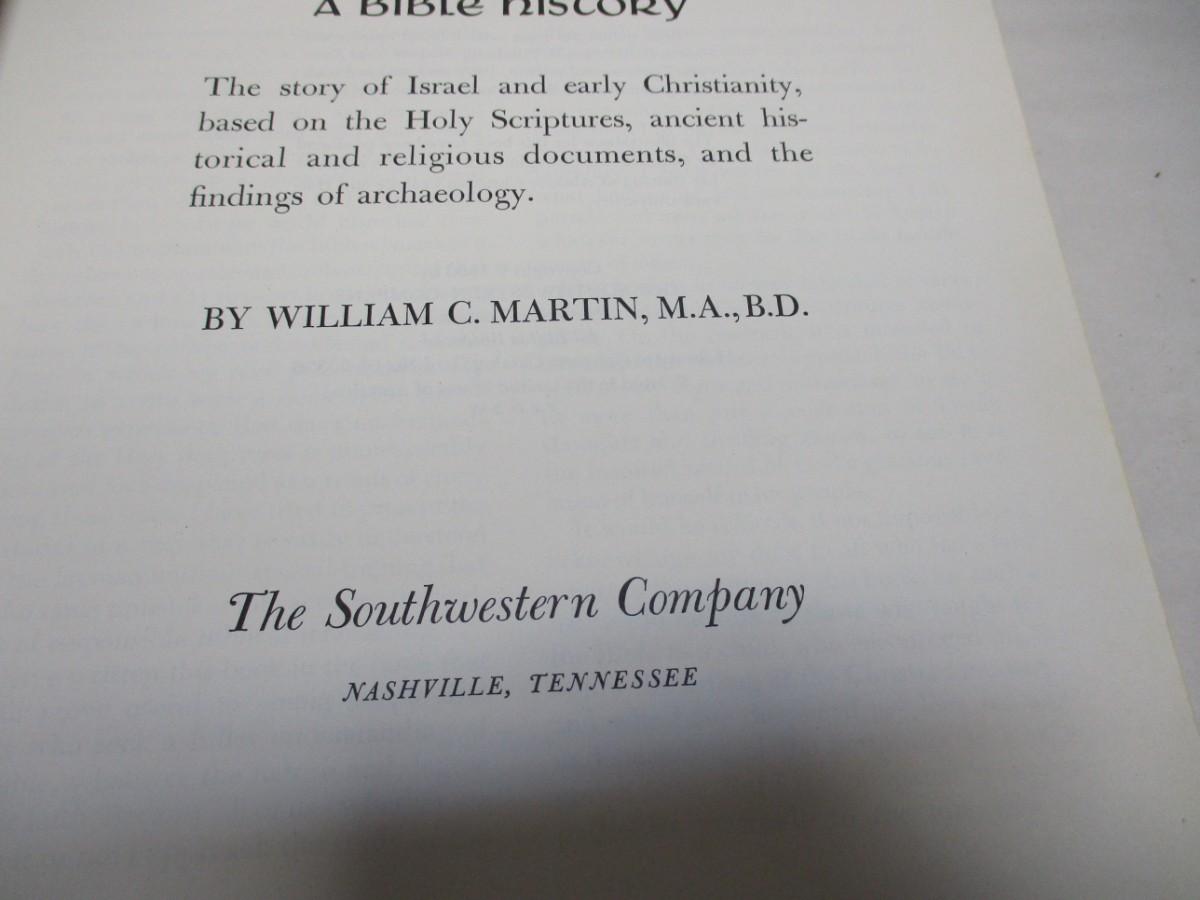 A BIBLE HISTORY
The story of Israel and early Christianity,
based on the Holy Scriptures, ancient his-
torical and religious documents, and the
findings of archaeology.
BY WILLIAM C. MARTIN, M.A., B.D.
The Southwestern Company
NASHVILLE, TENNESSEE